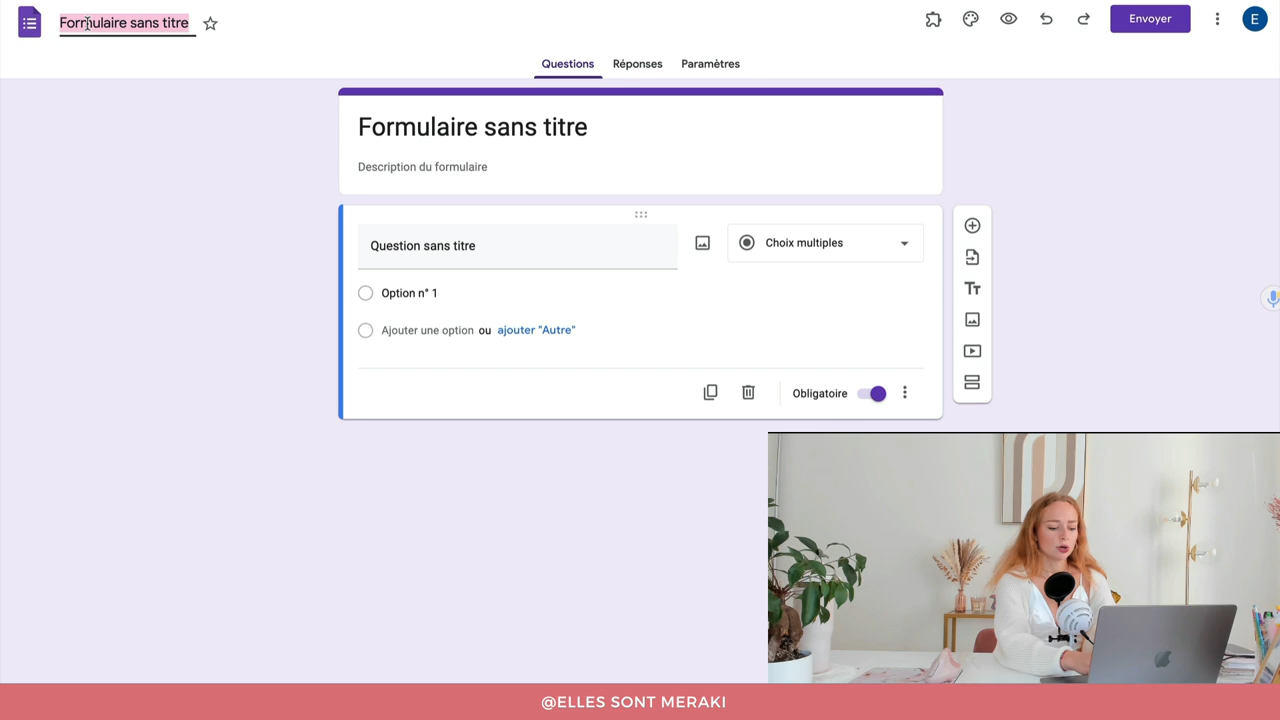 Formulaire sans titre
Envoyer
E
Questions
Réponses
Paramètres
Formulaire sans titre
Description du formulaire
Question sans titre
Choix multiples
Option n° 1
Ajouter une option ou ajouter "Autre"
Obligatoire
Tт
@ELLES SONT MERAKI